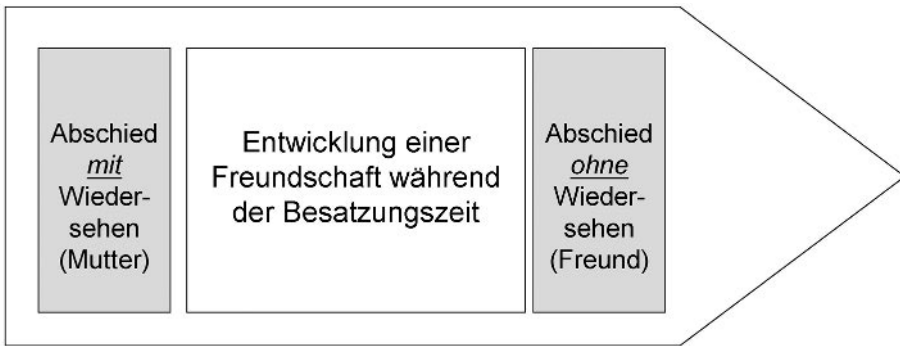 Abschied
mit
Wieder-
sehen
(Mutter)
Entwicklung einer
Freundschaft während
der Besatzungszeit
Abschied
ohne
Wieder-
sehen
(Freund)